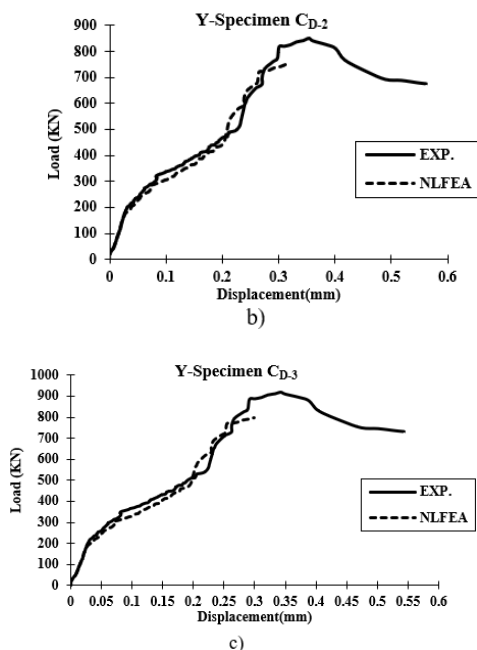 Y-Specimen CD-2
900
800
700
600
500
400
300
200
100
0
Load (KN)
EXP.
NLFEA
0 0.1 0.2 0.3 0.4 0.5 0.6
Displacement(mm)
b)
Y-Specimen CD-3
1000
900
800
700
600
500
400
300
200
100
0
Load (KN)
EXP.
NLFEA
0 0.05 0.1 0.15 0.2 0.25 0.3 0.35 0.4 0.45 0.5 0.55 0.6
Displacement(mm)
c)